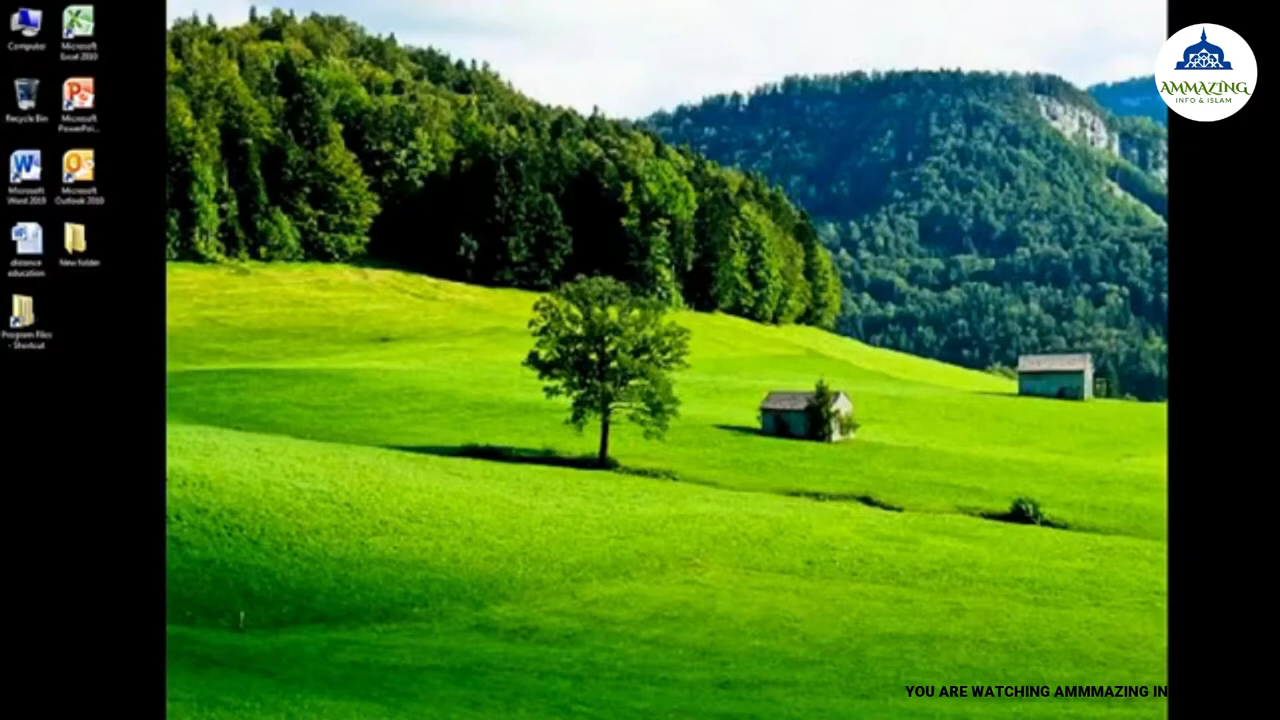 Computer
Microsoft
Excel 2010
Recycle Bin
Microsoft
PowerPoi...
Microsoft
Word 2010
Microsoft
Outlook 2010
distance
education
New folder
Program Files
- Shortcut
AMMAZING
INFO & ISLAM
YOU ARE WATCHING AMMMAZING IN